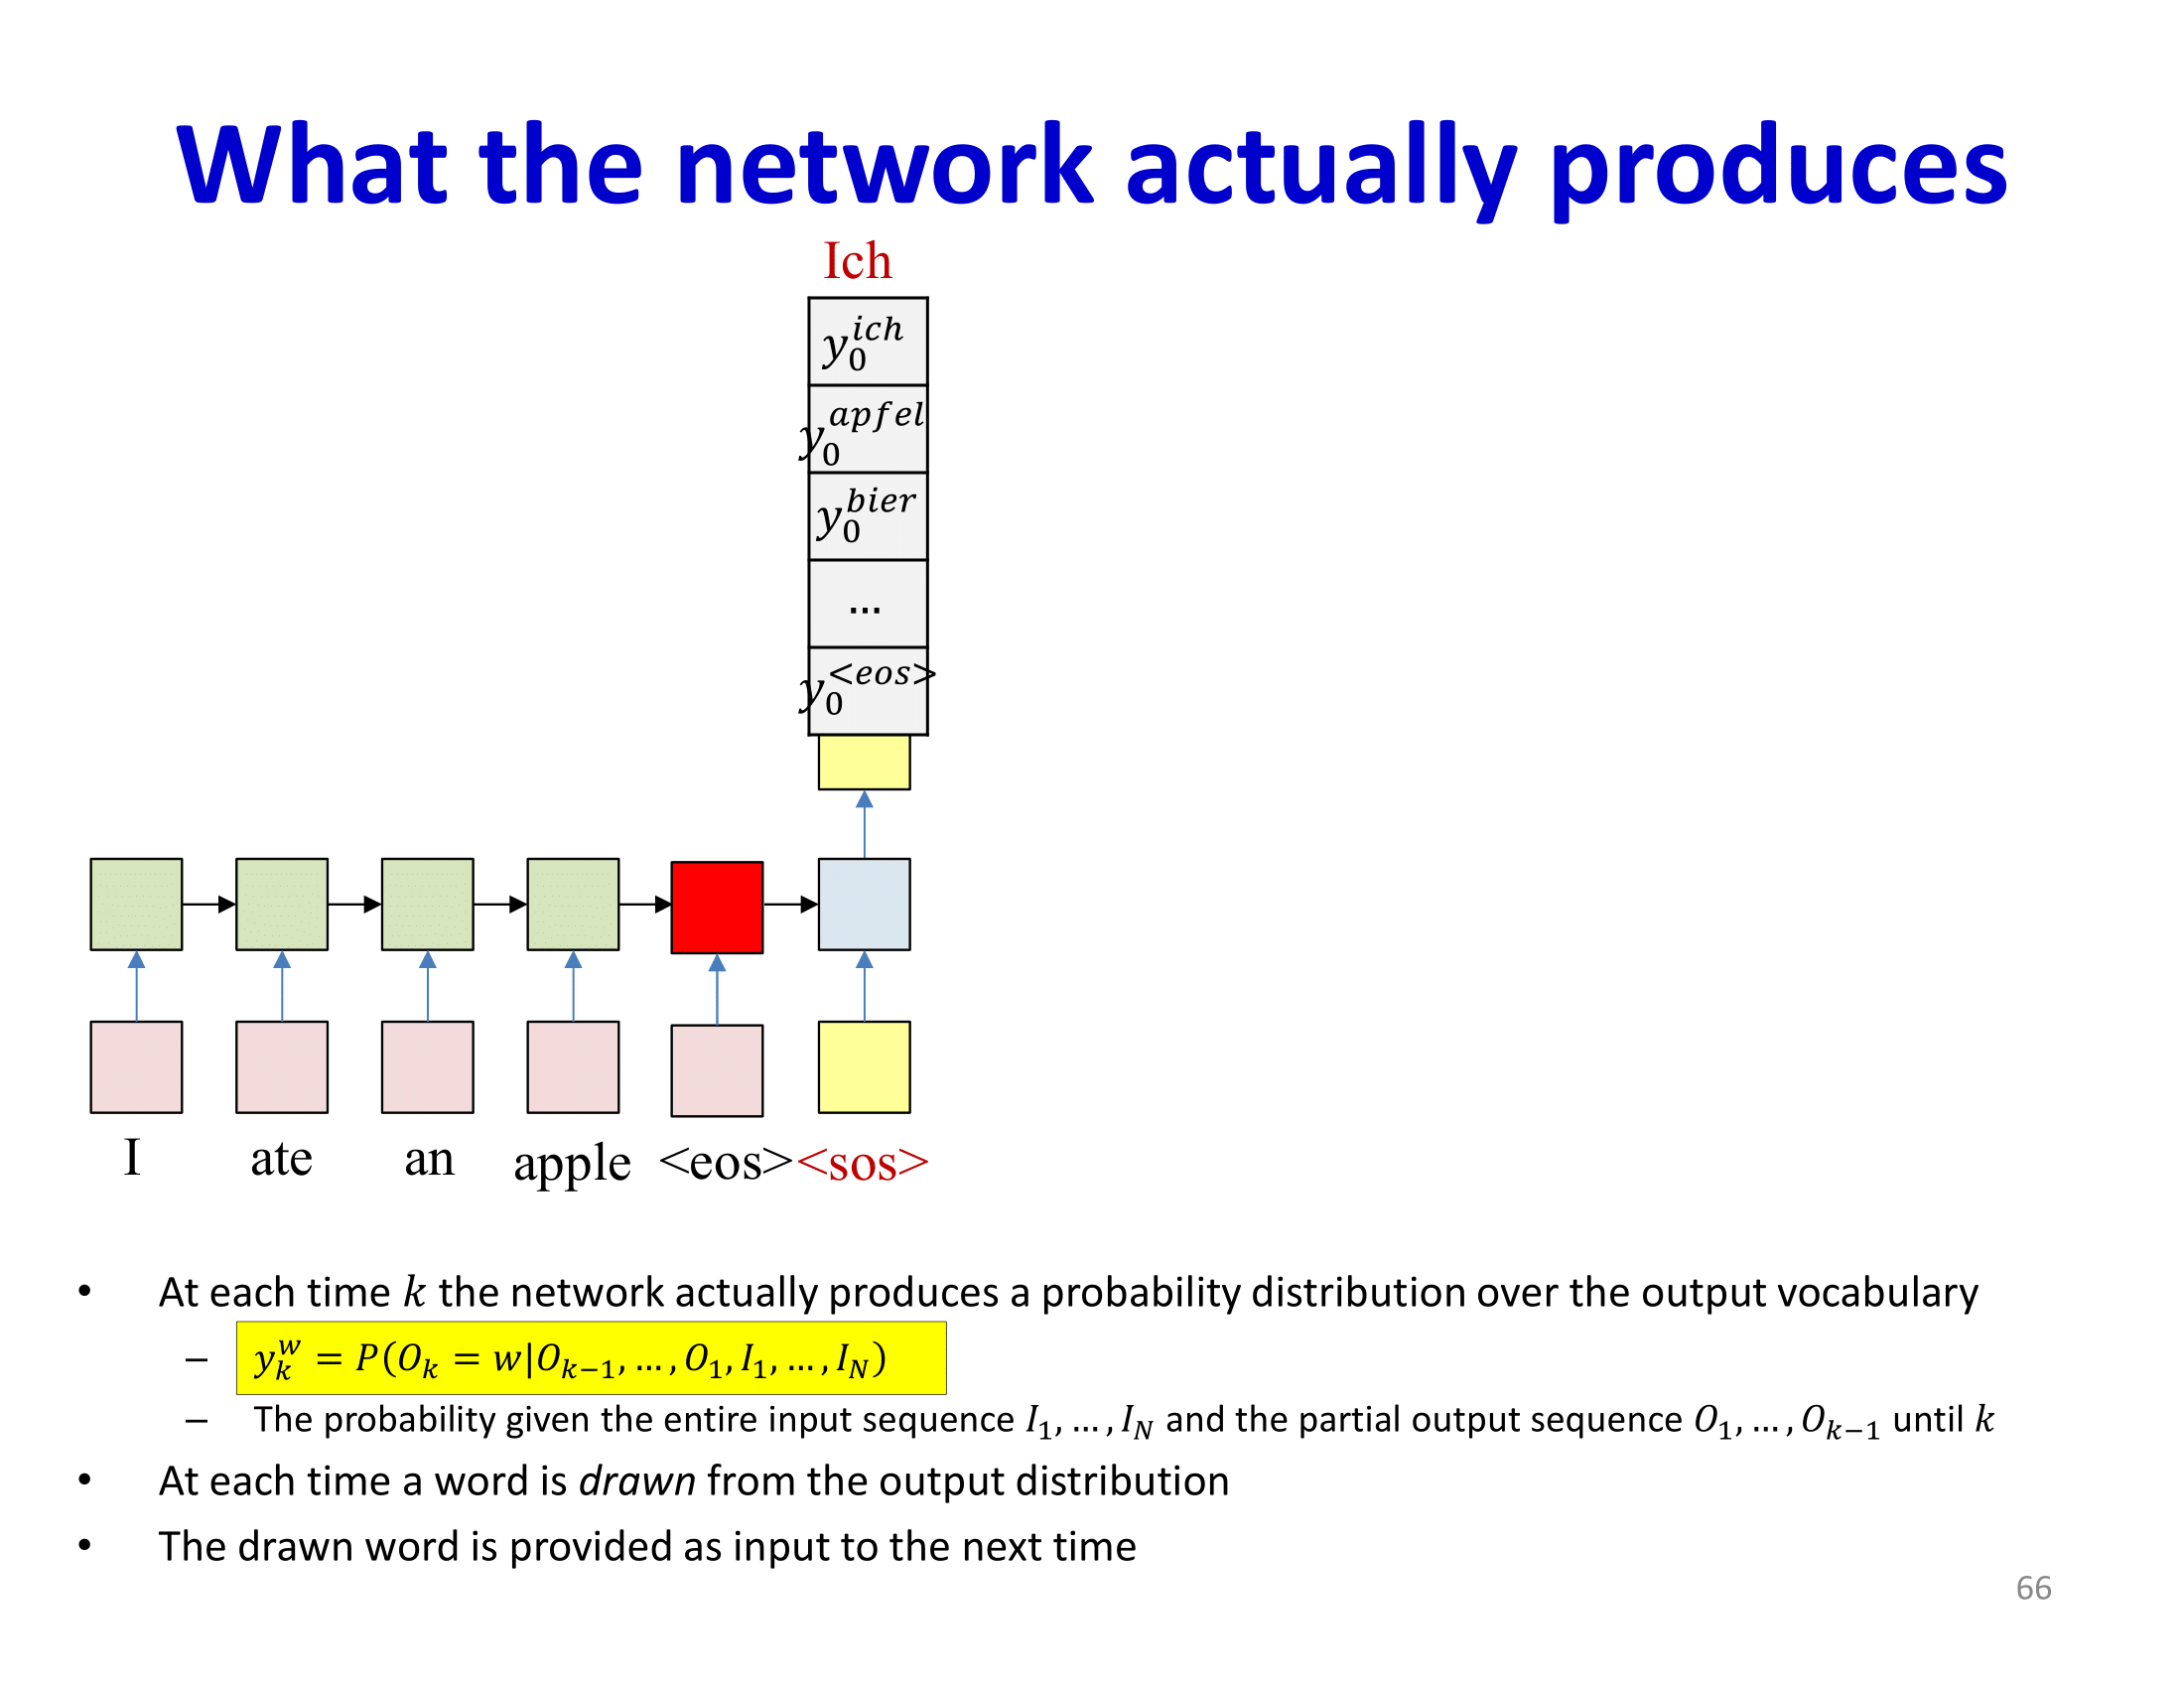 What the network actually produces
Ich
y_0^{ich}
y_0^{apfel}
y_0^{bier}
...
y_0^{<eos>}
I ate an apple <eos> <sos>
• At each time k the network actually produces a probability distribution over the output vocabulary
– y_k^w = P(O_k = w|O_{k−1}, … , O_1, I_1, … , I_N)
– The probability given the entire input sequence I_1, … , I_N and the partial output sequence O_1, … , O_{k−1} until k
• At each time a word is drawn from the output distribution
• The drawn word is provided as input to the next time
66